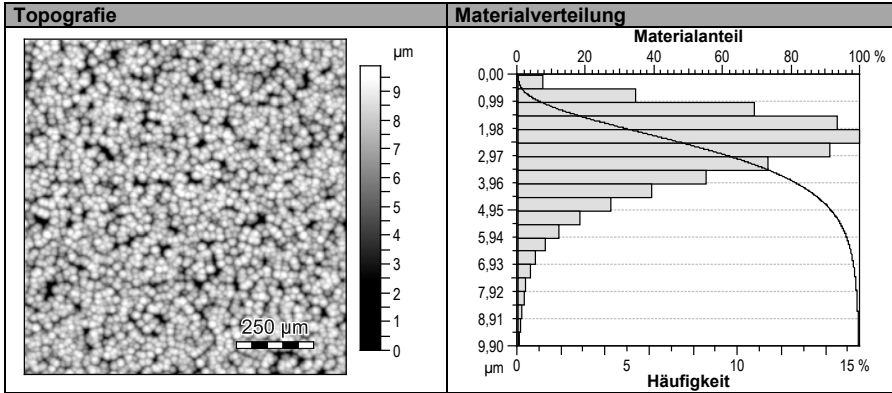 Topografie
µm
9
8
7
6
5
4
3
2
1
0
250 µm
Materialverteilung
Materialanteil
0 20 40 60 80 100 %
0,00
0,99
1,98
2,97
3,96
4,95
5,94
6,93
7,92
8,91
9,90
µm
0 5 10 15 %
Häufigkeit